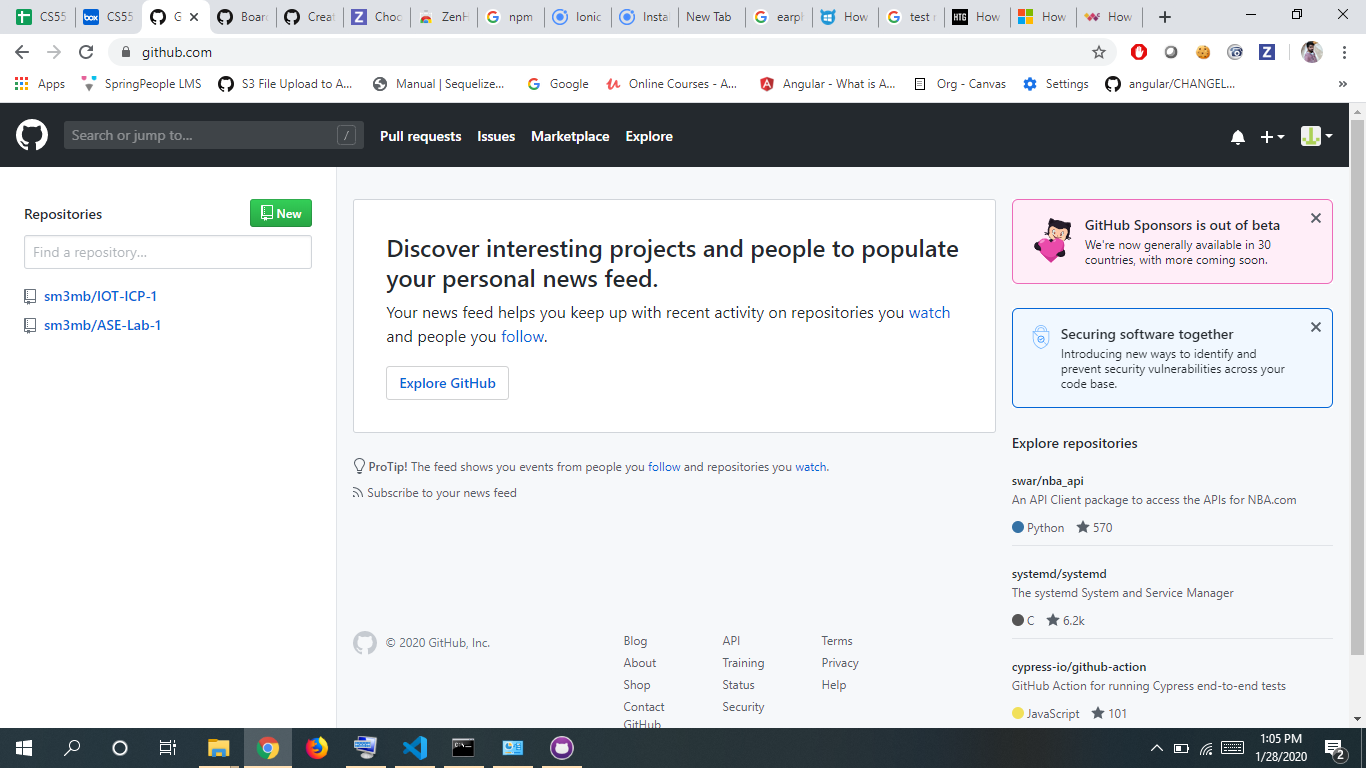 CS55
CS55
G
Boar
Creat
Choc
ZenH
npm
Ionic
Instal
New Tab
earph
How
test r
HTG
How
How
How
github.com
Apps
SpringPeople LMS
S3 File Upload to A...
Manual | Sequelize...
Google
Online Courses - A...
Angular - What is A...
Org - Canvas
Settings
angular/CHANGEL...
»
Search or jump to...
/
Pull requests
Issues
Marketplace
Explore
Repositories
New
Find a repository...
sm3mb/IOT-ICP-1
sm3mb/ASE-Lab-1
Discover interesting projects and people to populate
your personal news feed.
Your news feed helps you keep up with recent activity on repositories you watch
and people you follow.
Explore GitHub
ProTip! The feed shows you events from people you follow and repositories you watch.
Subscribe to your news feed
© 2020 GitHub, Inc.
Blog
About
Shop
Contact
GitHub
API
Training
Status
Security
Terms
Privacy
Help
GitHub Sponsors is out of beta
We're now generally available in 30
countries, with more coming soon.
Securing software together
Introducing new ways to identify and
prevent security vulnerabilities across your
code base.
Explore repositories
swar/nba_api
An API Client package to access the APIs for NBA.com
Python 570
systemd/systemd
The systemd System and Service Manager
C 6.2k
cypress-io/github-action
GitHub Action for running Cypress end-to-end tests
JavaScript 101
1:05 PM
1/28/2020
2